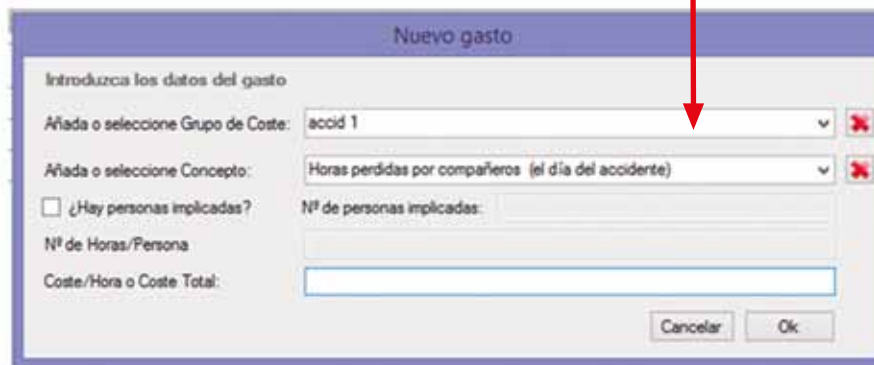 Nuevo gasto
Introduzca los datos del gasto
Añada o seleccione Grupo de Coste: accid 1
Añada o seleccione Concepto: Horas perdidas por compañeros (el día del accidente)
¿Hay personas implicadas? Nº de personas implicadas:
Nº de Horas/Persona
Coste/Hora o Coste Total:
Cancelar Ok